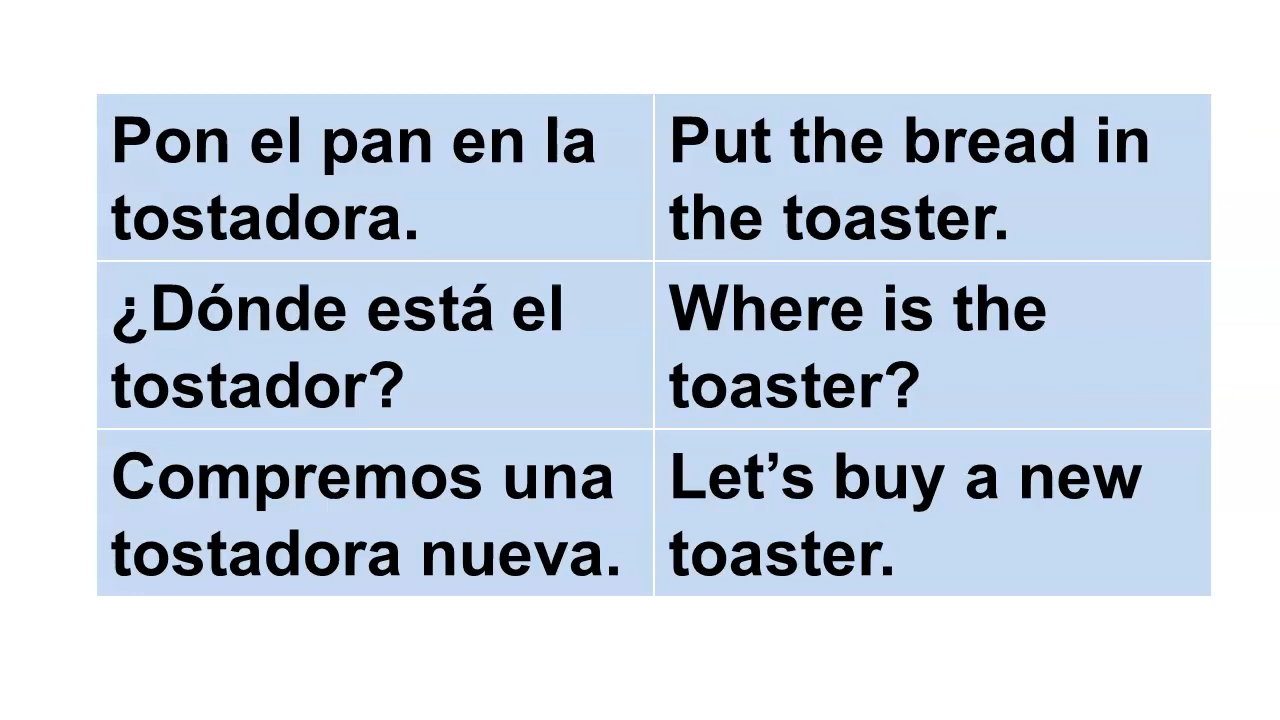 Pon el pan en la
tostadora.
Put the bread in
the toaster.
¿Dónde está el
tostador?
Where is the
toaster?
Compremos una
tostadora nueva.
Let’s buy a new
toaster.